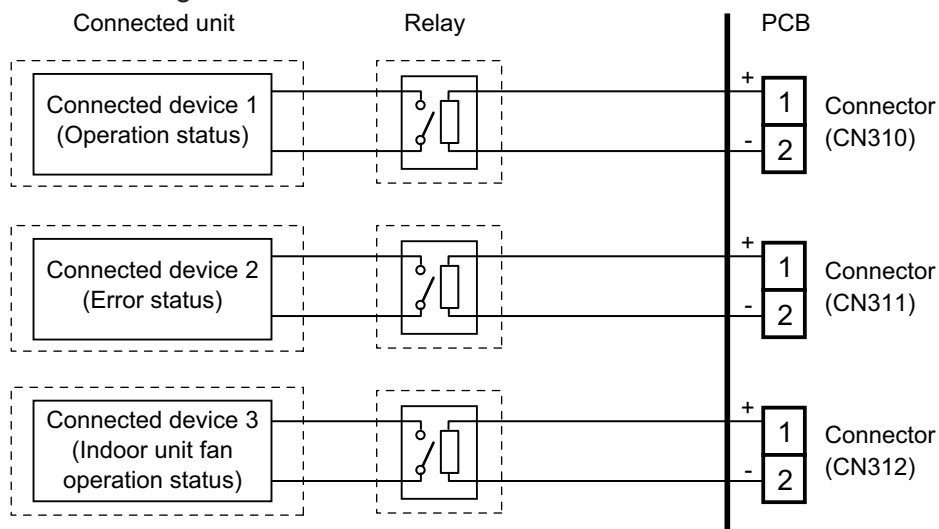 Connected unit
Relay
PCB
Connected device 1
(Operation status)
+
1
-
2
Connector
(CN310)
Connected device 2
(Error status)
+
1
-
2
Connector
(CN311)
Connected device 3
(Indoor unit fan
operation status)
+
1
-
2
Connector
(CN312)